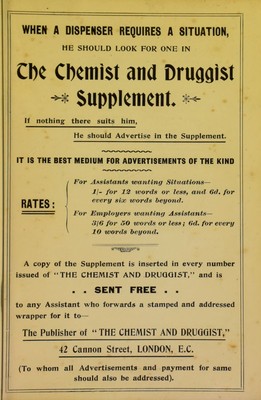 WHEN A DISPENSER REQUIRES A SITUATION,
HE SHOULD LOOK FOR ONE IN
The Chemist and Druggist
Supplement.
If nothing there suits him,
He should Advertise in the Supplement.
IT IS THE BEST MEDIUM FOR ADVERTISEMENTS OF THE KIND
RATES:
For Assistants wanting Situations—
1/- for 12 words or less, and 6d. for
every six words beyond.
For Employers wanting Assistants—
3/6 for 50 words or less; 6d. for every
10 words beyond.
A copy of the Supplement is inserted in every number
issued of "THE CHEMIST AND DRUGGIST," and is
. . SENT FREE . .
to any Assistant who forwards a stamped and addressed
wrapper for it to—
The Publisher of "THE CHEMIST AND DRUGGIST,"
42 Cannon Street, LONDON, E.C.
(To whom all Advertisements and payment for same
should also be addressed).